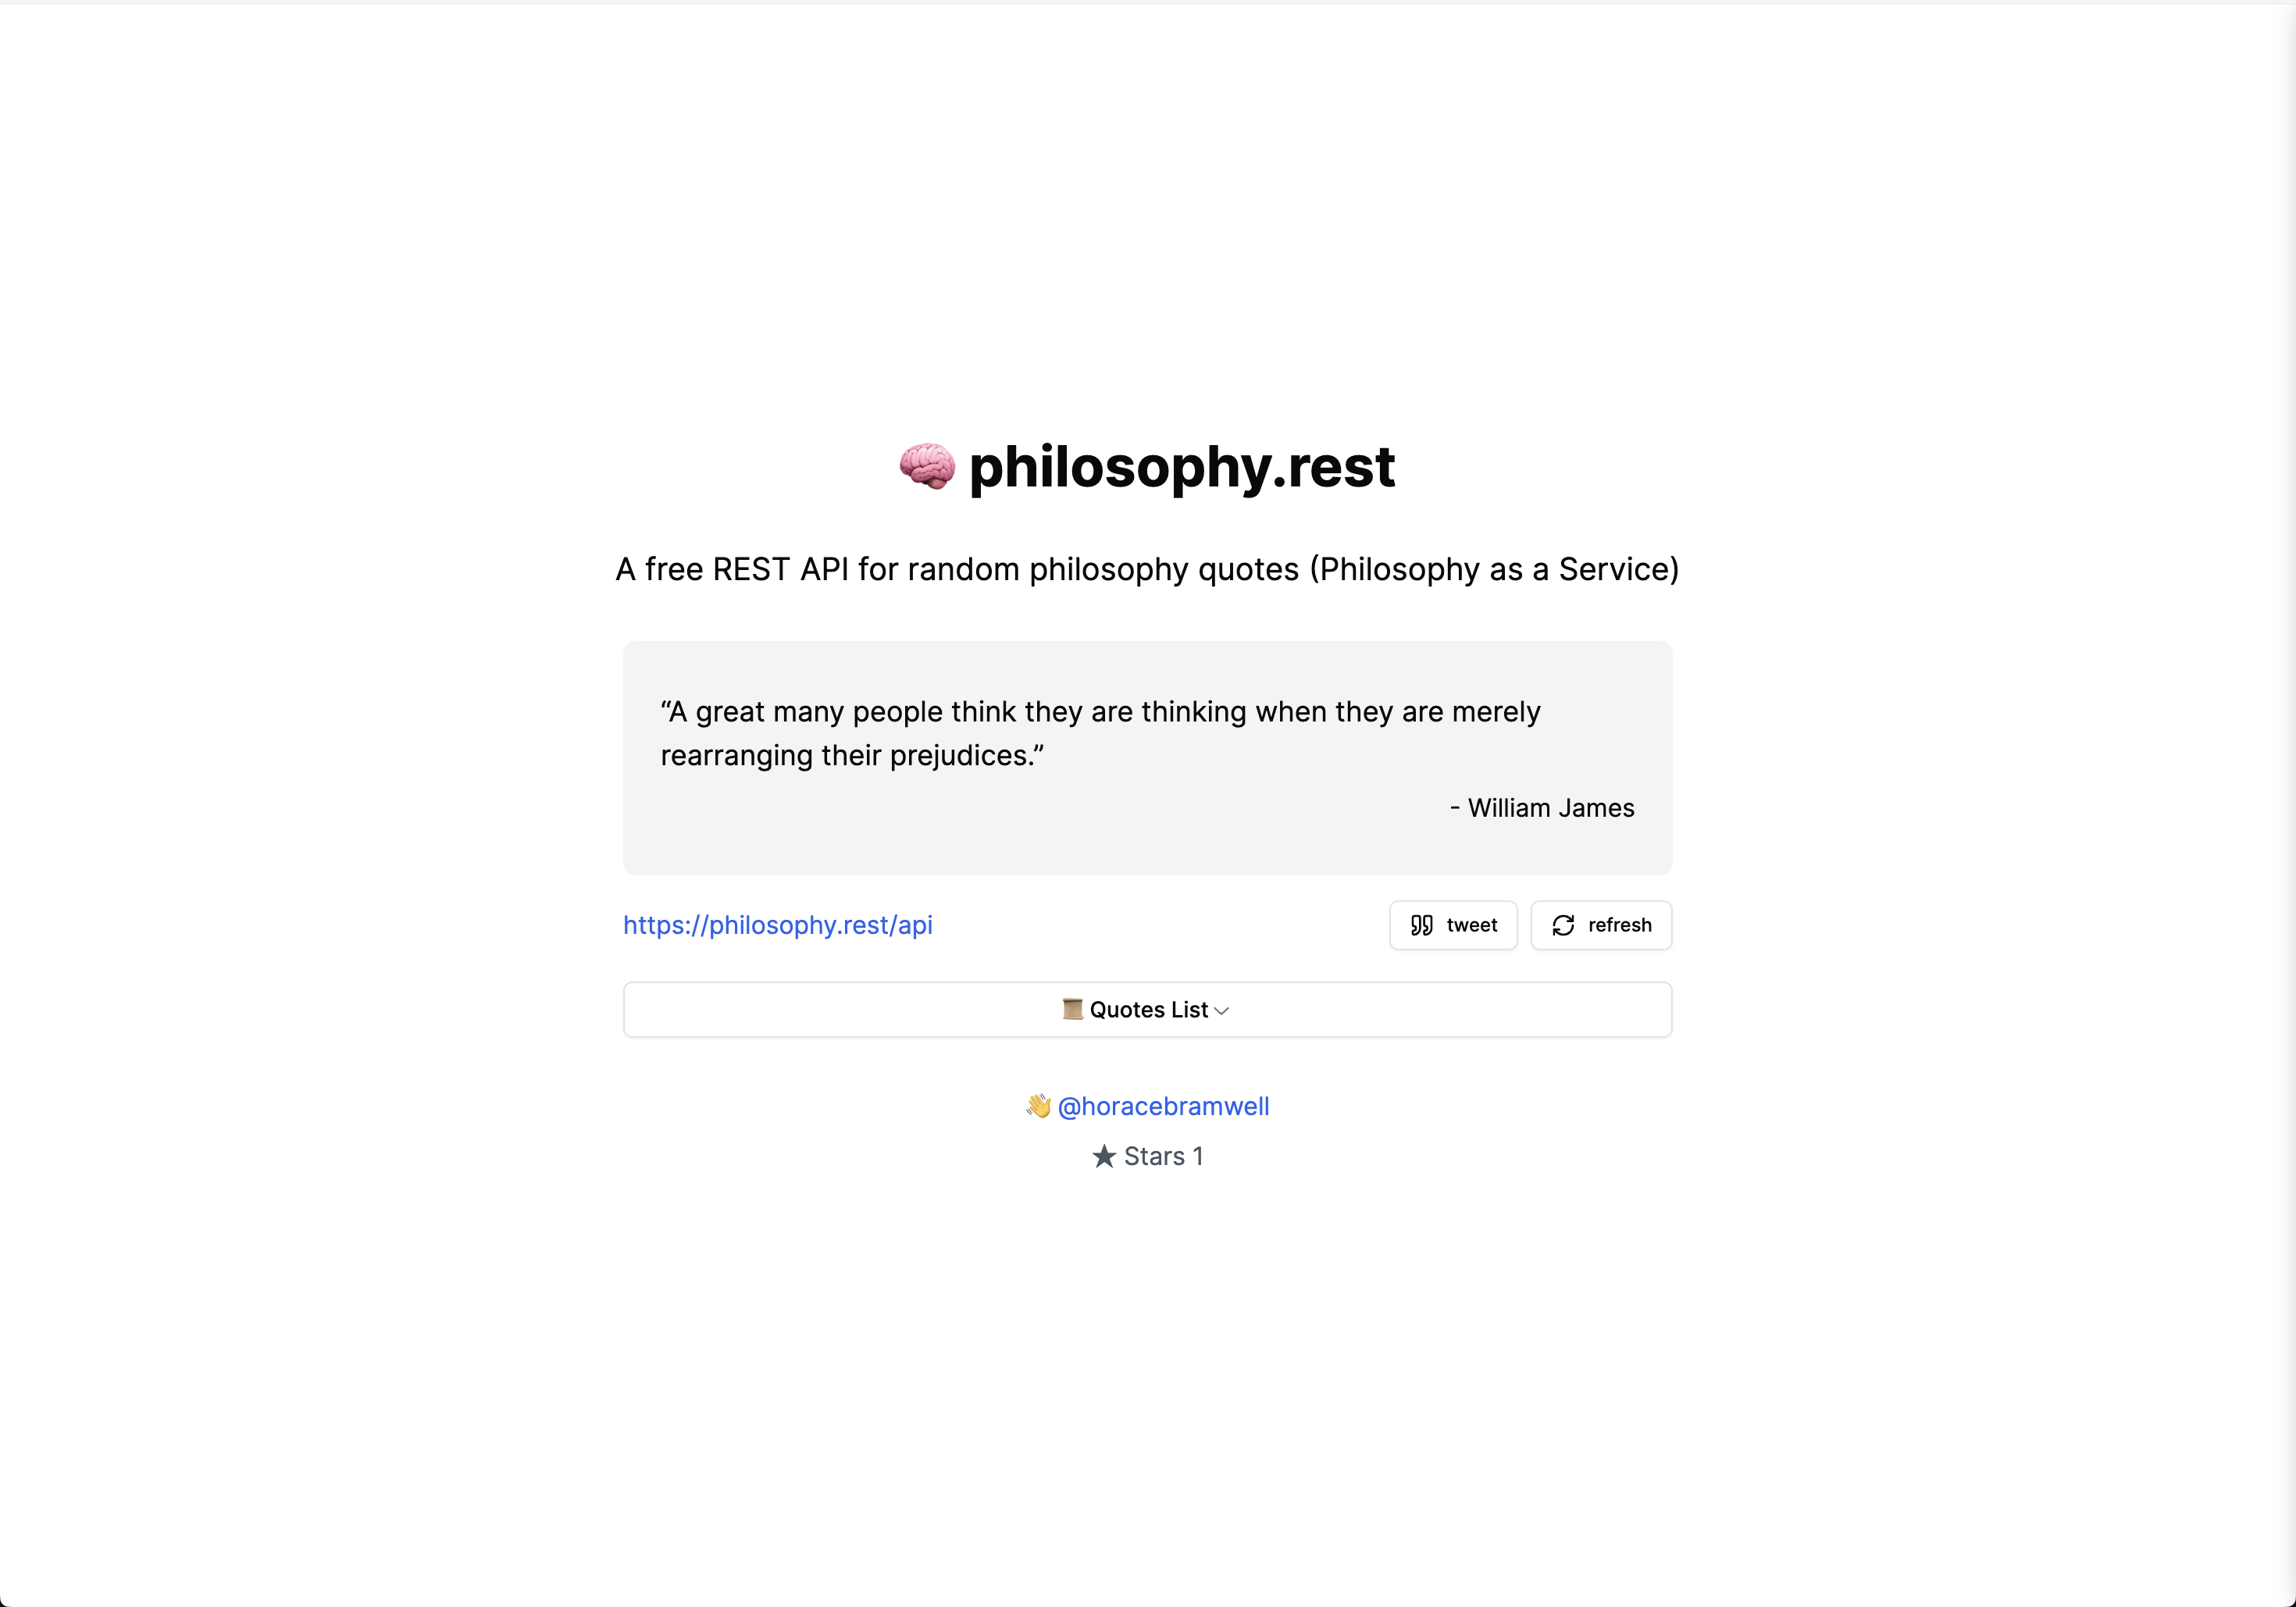 🧠 philosophy.rest
A free REST API for random philosophy quotes (Philosophy as a Service)
“A great many people think they are thinking when they are merely
rearranging their prejudices.”
- William James
https://philosophy.rest/api
tweet
refresh
📜 Quotes List
👋 @horacebramwell
★ Stars 1